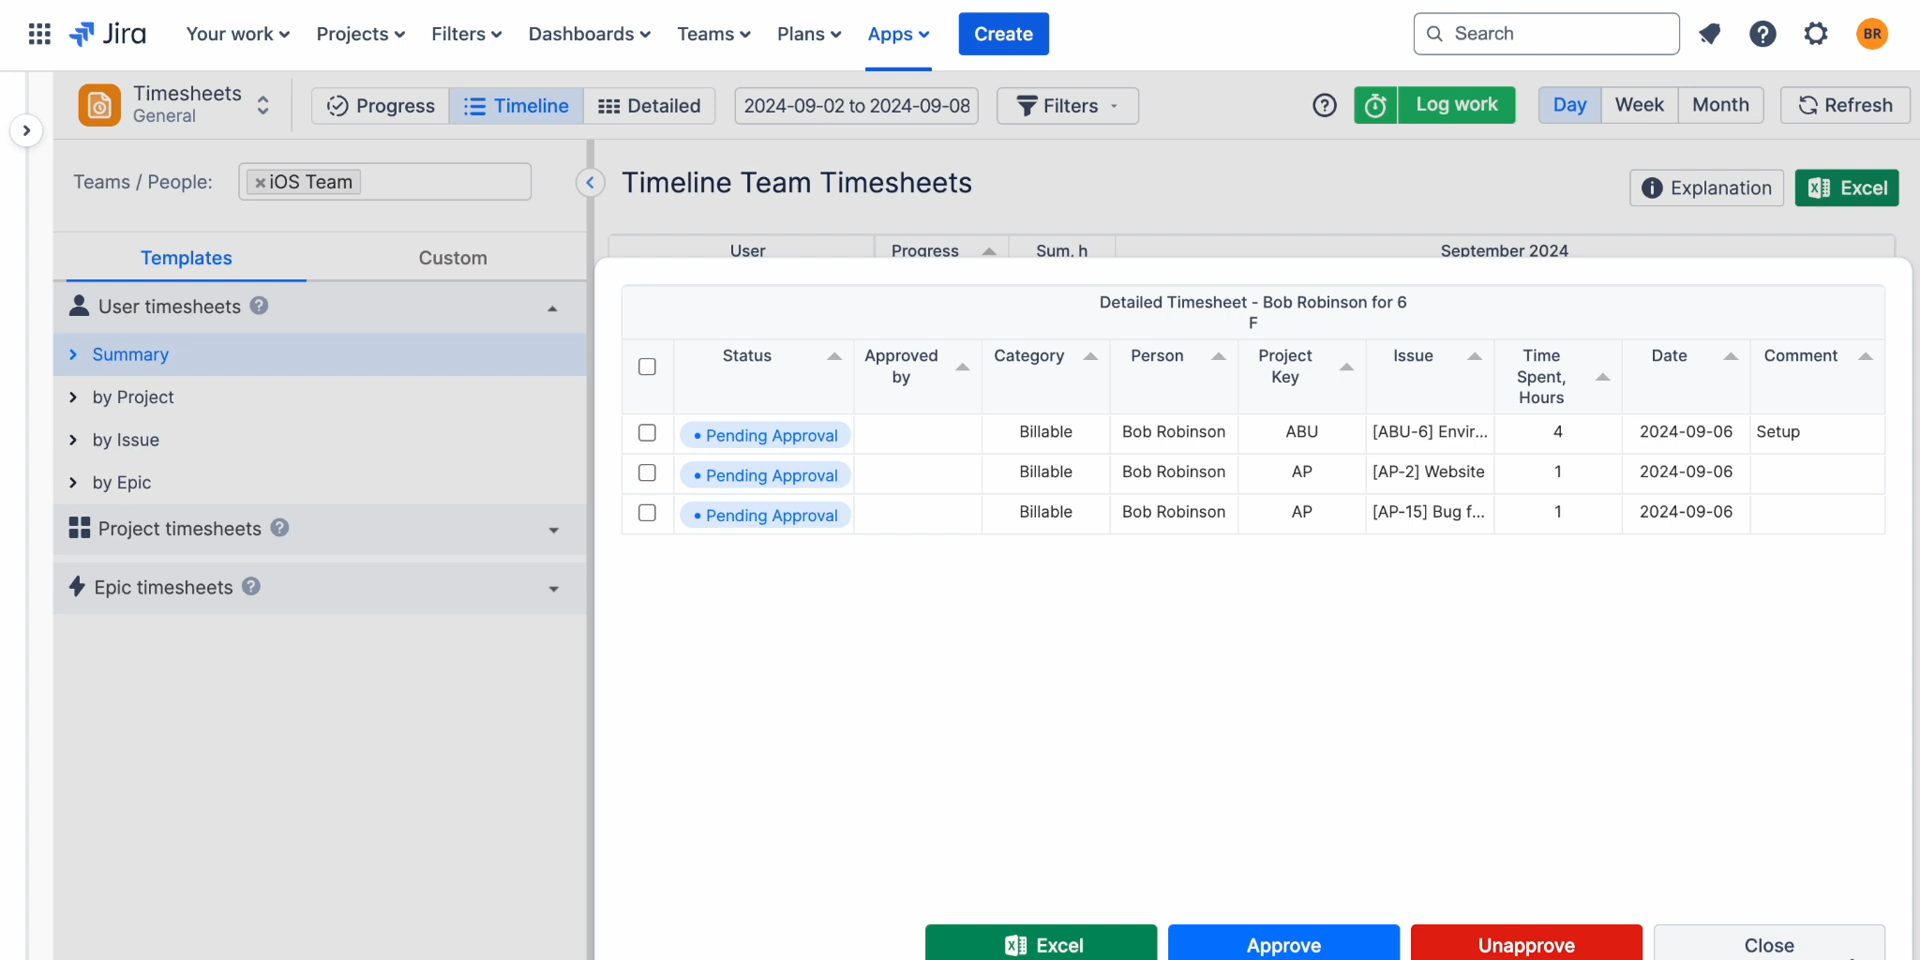 Jira Your work Projects Filters Dashboards Teams Plans Apps Create Search BR
Timesheets
General
Progress Timeline Detailed 2024-09-02 to 2024-09-08 Filters Log work Day Week Month Refresh
Teams / People: ×iOS Team
Timeline Team Timesheets
Explanation Excel
Templates Custom
User timesheets
Summary
by Project
by Issue
by Epic
Project timesheets
Epic timesheets
User Progress Sum, h September 2024
Detailed Timesheet - Bob Robinson for 6
F
Status Approved by Category Person Project Key Issue Time Spent, Hours Date Comment
• Pending Approval Billable Bob Robinson ABU [ABU-6] Envir... 4 2024-09-06 Setup
• Pending Approval Billable Bob Robinson AP [AP-2] Website 1 2024-09-06
• Pending Approval Billable Bob Robinson AP [AP-15] Bug f... 1 2024-09-06
Excel Approve Unapprove Close